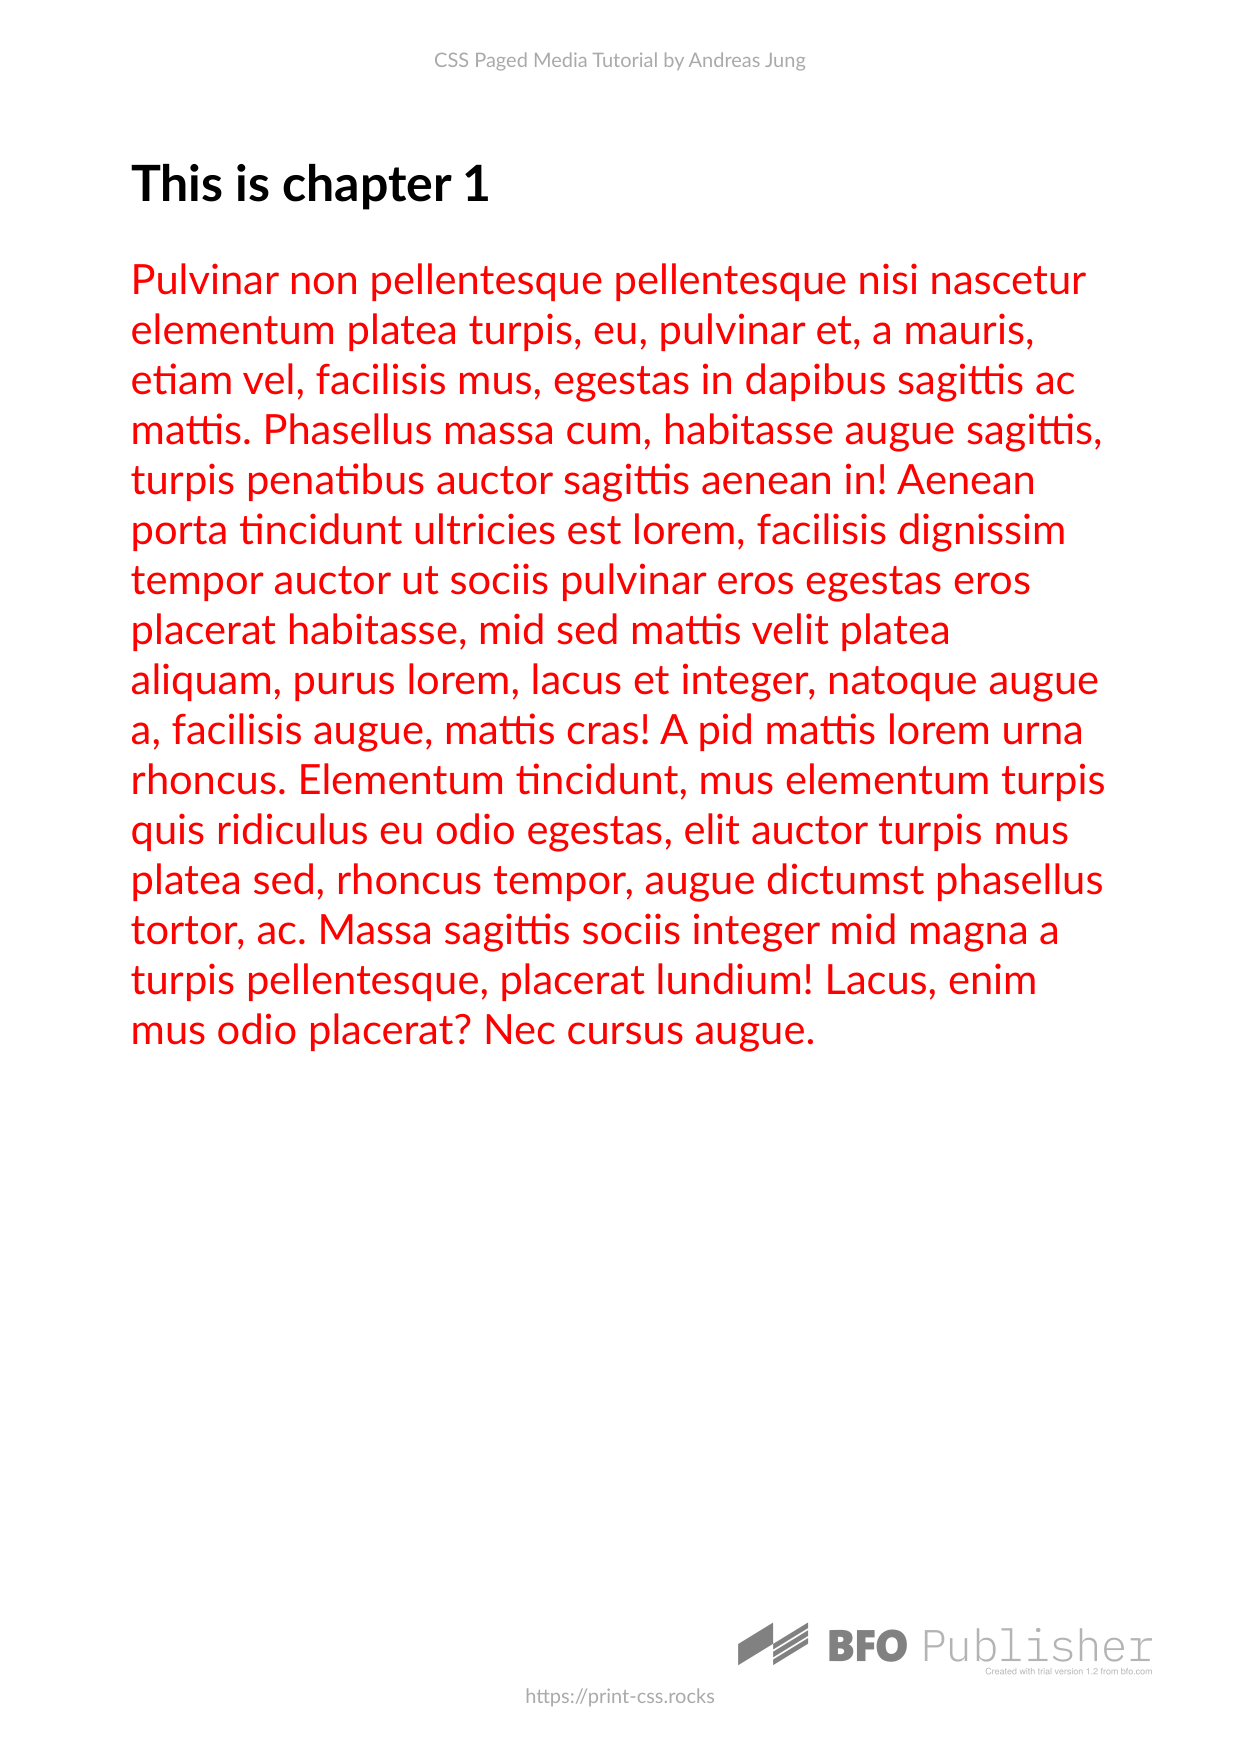 CSS Paged Media Tutorial by Andreas Jung
This is chapter 1
Pulvinar non pellentesque pellentesque nisi nascetur
elementum platea turpis, eu, pulvinar et, a mauris,
etiam vel, facilisis mus, egestas in dapibus sagittis ac
mattis. Phasellus massa cum, habitasse augue sagittis,
turpis penatibus auctor sagittis aenean in! Aenean
porta tincidunt ultricies est lorem, facilisis dignissim
tempor auctor ut sociis pulvinar eros egestas eros
placerat habitasse, mid sed mattis velit platea
aliquam, purus lorem, lacus et integer, natoque augue
a, facilisis augue, mattis cras! A pid mattis lorem urna
rhoncus. Elementum tincidunt, mus elementum turpis
quis ridiculus eu odio egestas, elit auctor turpis mus
platea sed, rhoncus tempor, augue dictumst phasellus
tortor, ac. Massa sagittis sociis integer mid magna a
turpis pellentesque, placerat lundium! Lacus, enim
mus odio placerat? Nec cursus augue.
BFO Publisher
Created with trial version 1.2 from bfo.com
https://print-css.rocks